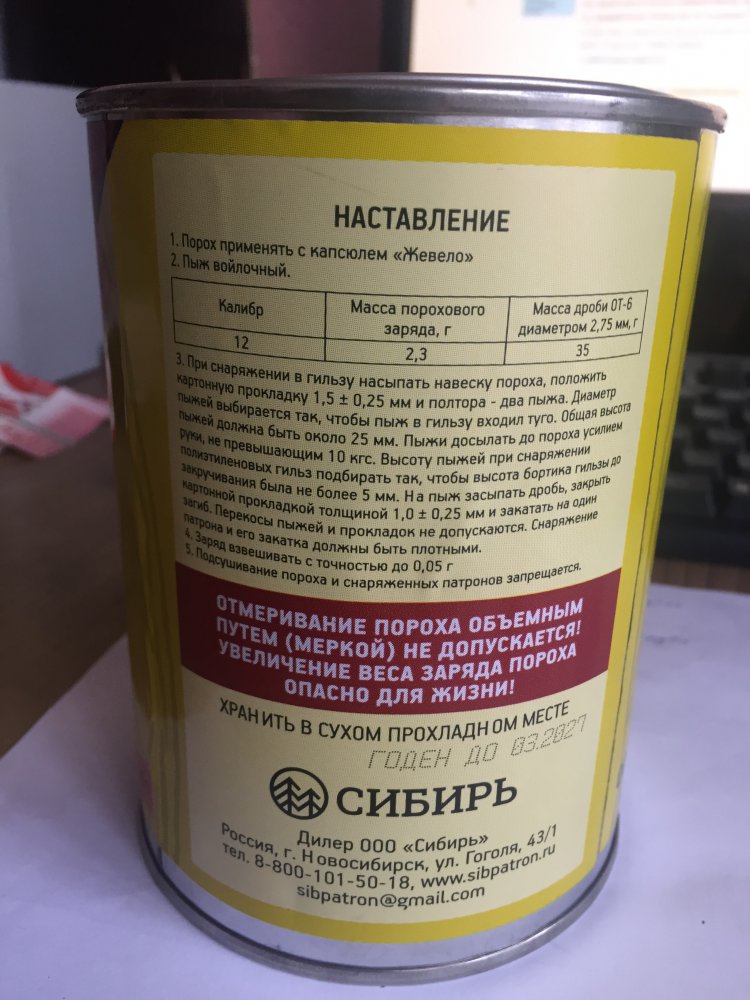 НАСТАВЛЕНИЕ
1. Порох применять с капсюлем «Жевело»
2. Пыж войлочный.
Калибр Масса порохового заряда, г Масса дроби ОТ-6 диаметром 2,75 мм, г
12 2,3 35
3. При снаряжении в гильзу насыпать навеску пороха, положить
картонную прокладку 1,5 ± 0,25 мм и полтора - два пыжа. Диаметр
пыжей выбирается так, чтобы пыж в гильзу входил туго. Общая высота
пыжей должна быть около 25 мм. Пыжи досылать до пороха усилием
руки, не превышающим 10 кгс. Высоту пыжей при снаряжении
полиэтиленовых гильз подбирать так, чтобы высота бортика гильзы до
закручивания была не более 5 мм. На пыж засыпать дробь, закрыть
картонной прокладкой толщиной 1,0 ± 0,25 мм и закатать на один
загиб. Перекосы пыжей и прокладок не допускаются. Снаряжение
патрона и его закатка должны быть плотными.
4. Заряд взвешивать с точностью до 0,05 г
5. Подсушивание пороха и снаряженных патронов запрещается.
ОТМЕРИВАНИЕ ПОРОХА ОБЪЕМНЫМ
ПУТЕМ (МЕРКОЙ) НЕ ДОПУСКАЕТСЯ!
УВЕЛИЧЕНИЕ ВЕСА ЗАРЯДА ПОРОХА
ОПАСНО ДЛЯ ЖИЗНИ!
ХРАНИТЬ В СУХОМ ПРОХЛАДНОМ МЕСТЕ
ГОДЕН ДО 03.2027
СИБИРЬ
Дилер ООО «Сибирь»
Россия, г. Новосибирск, ул. Гоголя, 43/1
тел. 8-800-101-50-18, www.sibpatron.ru
sibpatron@gmail.com